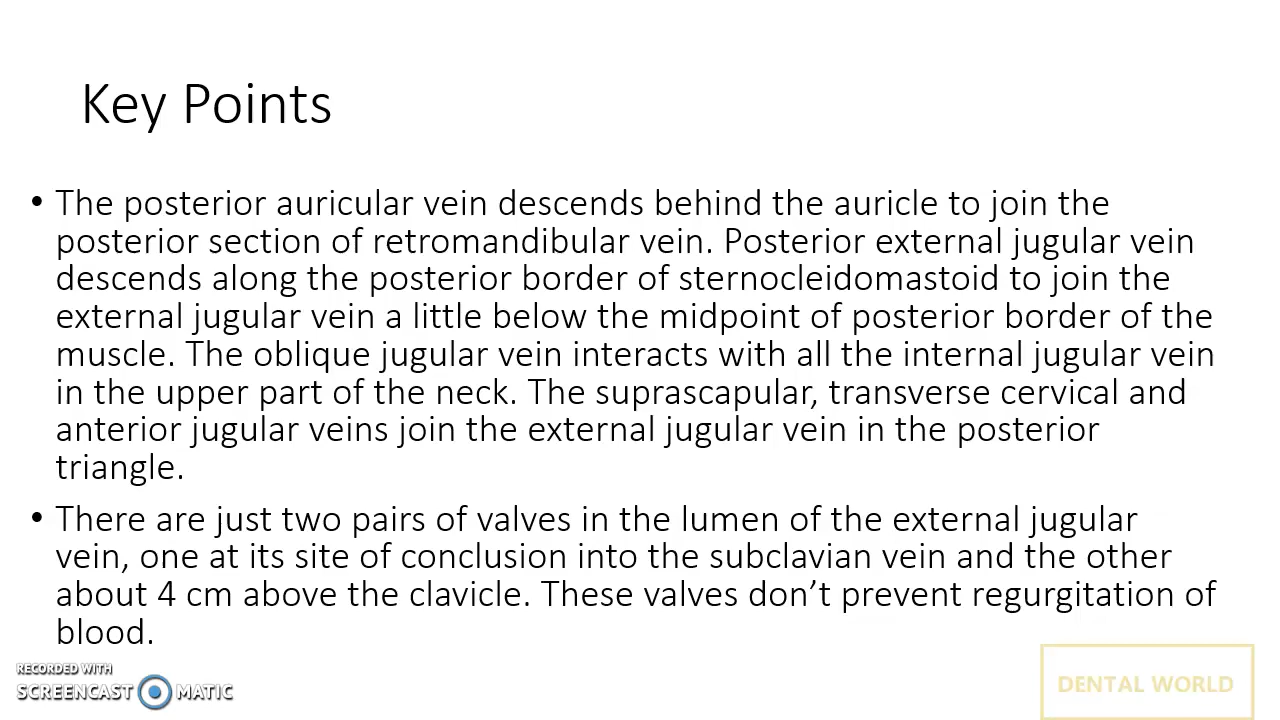 Key Points
• The posterior auricular vein descends behind the auricle to join the
posterior section of retromandibular vein. Posterior external jugular vein
descends along the posterior border of sternocleidomastoid to join the
external jugular vein a little below the midpoint of posterior border of the
muscle. The oblique jugular vein interacts with all the internal jugular vein
in the upper part of the neck. The suprascapular, transverse cervical and
anterior jugular veins join the external jugular vein in the posterior
triangle.
• There are just two pairs of valves in the lumen of the external jugular
vein, one at its site of conclusion into the subclavian vein and the other
about 4 cm above the clavicle. These valves don’t prevent regurgitation of
blood.
RECORDED WITH
SCREENCAST MATIC
DENTAL WORLD